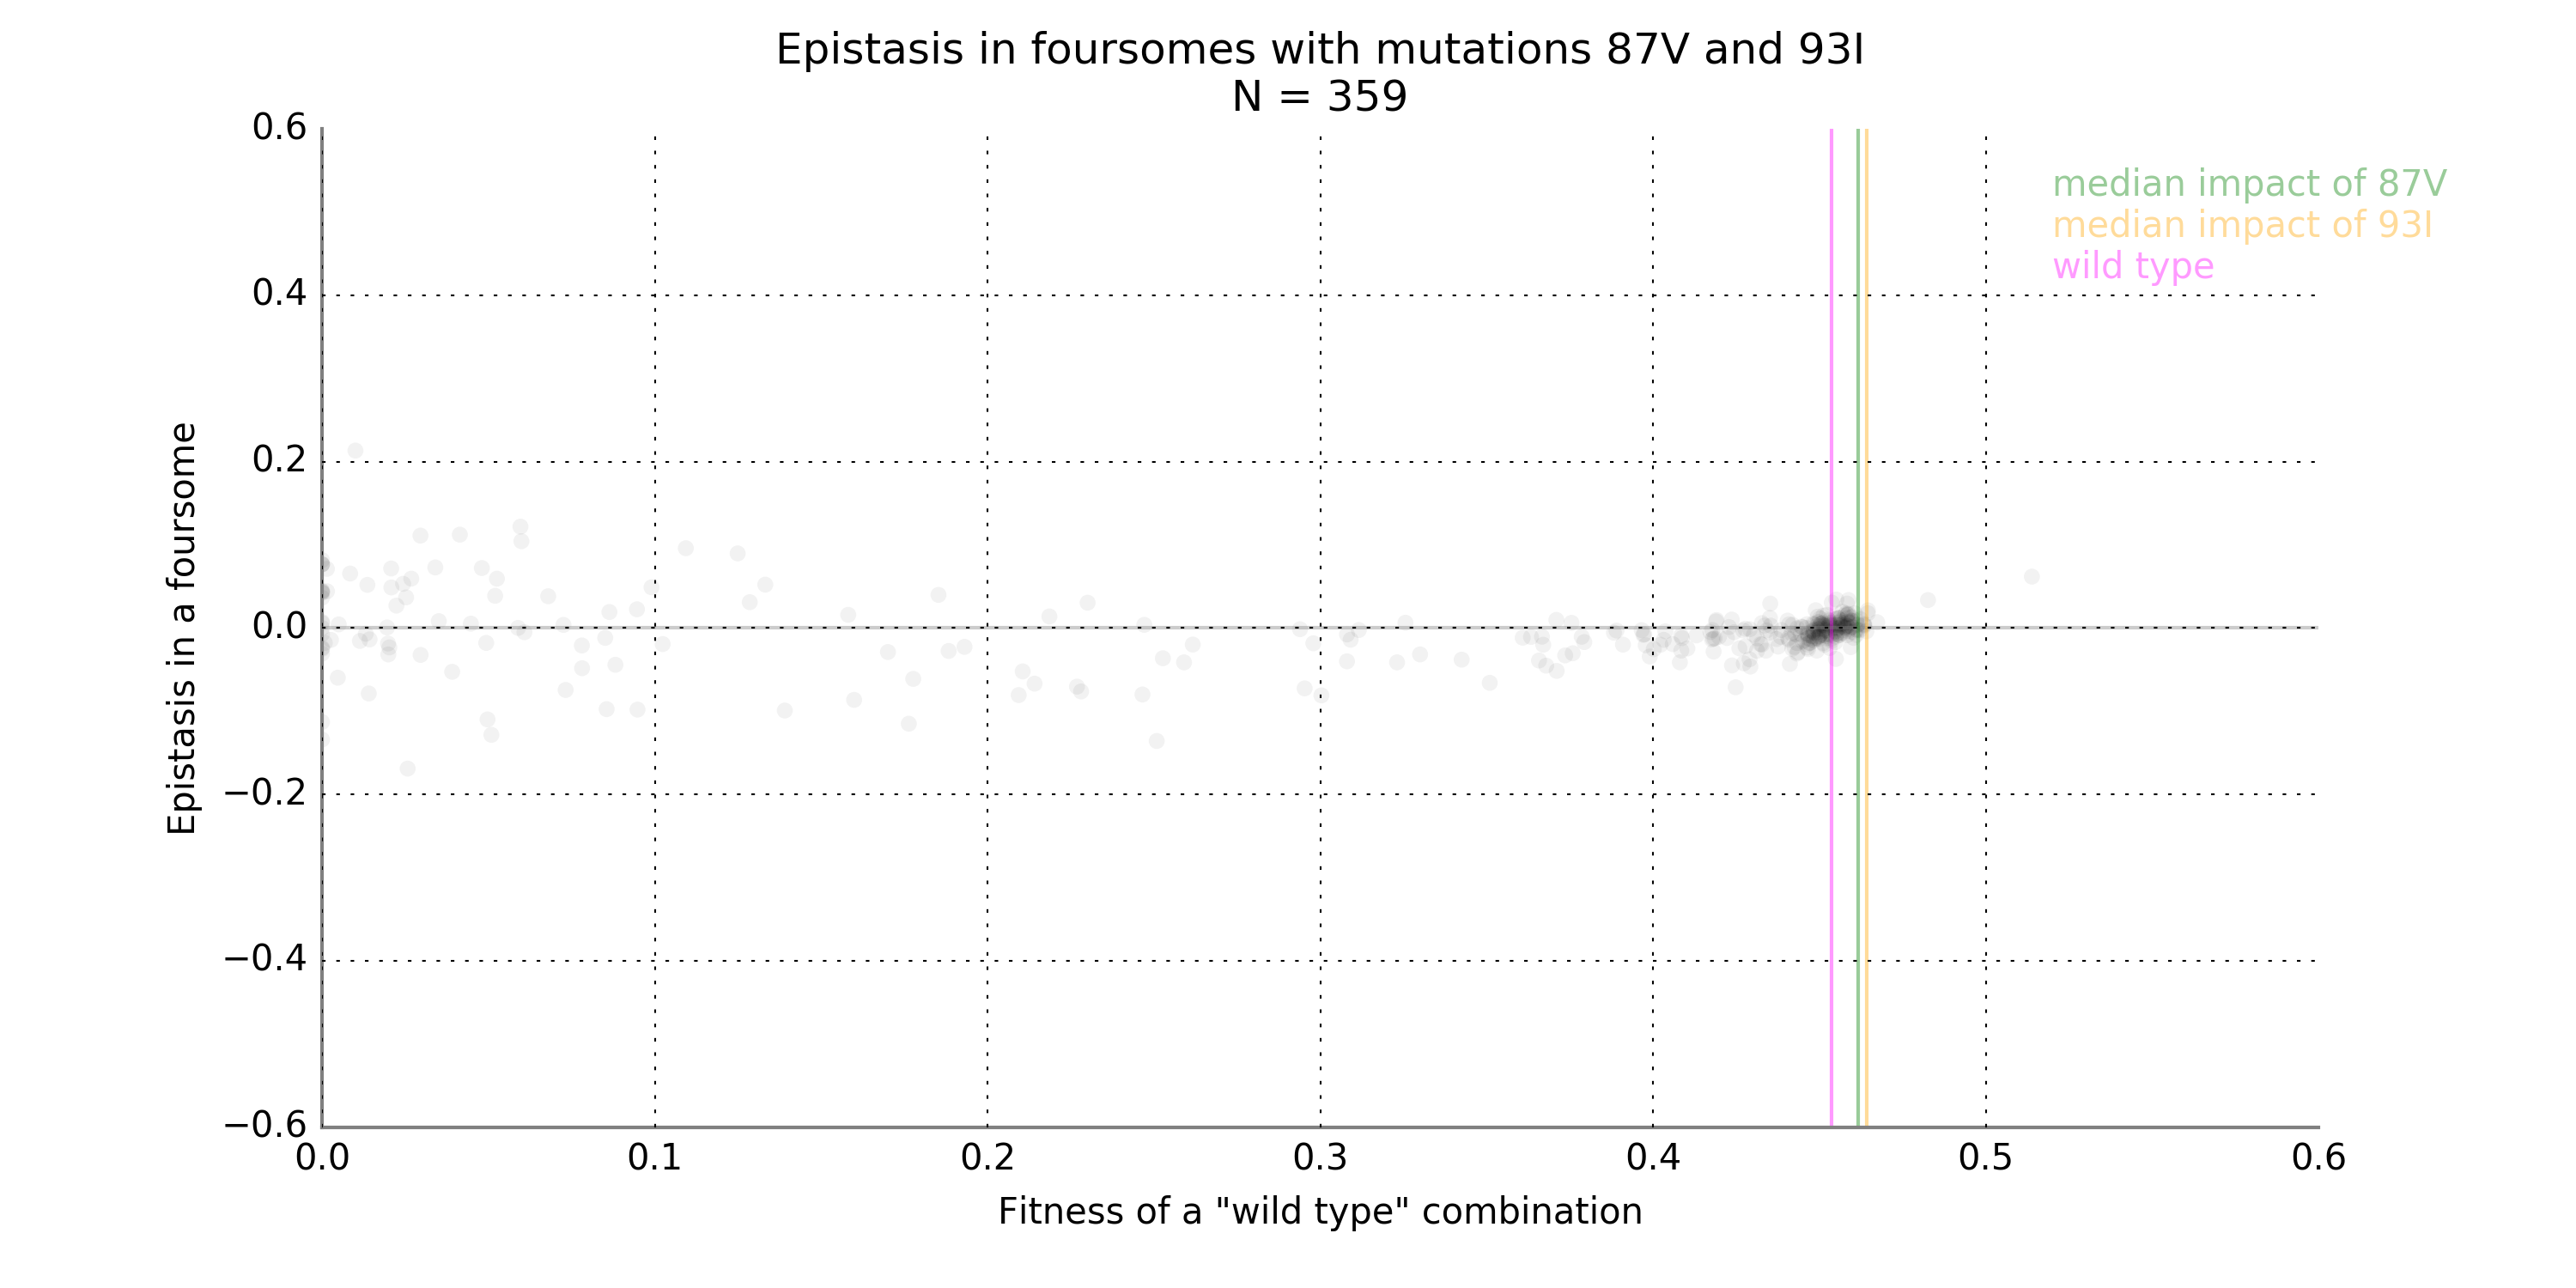 Epistasis in foursomes with mutations 87V and 93I
N = 359
0.6
0.4
0.2
0.0
−0.2
−0.4
−0.6
Epistasis in a foursome
median impact of 87V
median impact of 93I
wild type
0.0 0.1 0.2 0.3 0.4 0.5 0.6
Fitness of a "wild type" combination